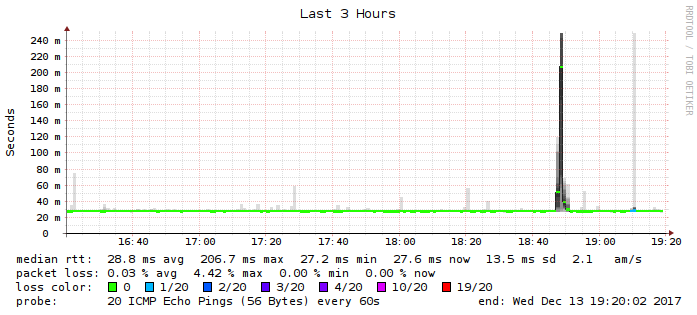 Last 3 Hours
RRDTOOL / TOBI OETIKER
Seconds
240 m
220 m
200 m
180 m
160 m
140 m
120 m
100 m
80 m
60 m
40 m
20 m
0
16:40 17:00 17:20 17:40 18:00 18:20 18:40 19:00 19:20
median rtt: 28.8 ms avg 206.7 ms max 27.2 ms min 27.6 ms now 13.5 ms sd 2.1 am/s
packet loss: 0.03 % avg 4.42 % max 0.00 % min 0.00 % now
loss color: 0 1/20 2/20 3/20 4/20 10/20 19/20
probe: 20 ICMP Echo Pings (56 Bytes) every 60s end: Wed Dec 13 19:20:02 2017